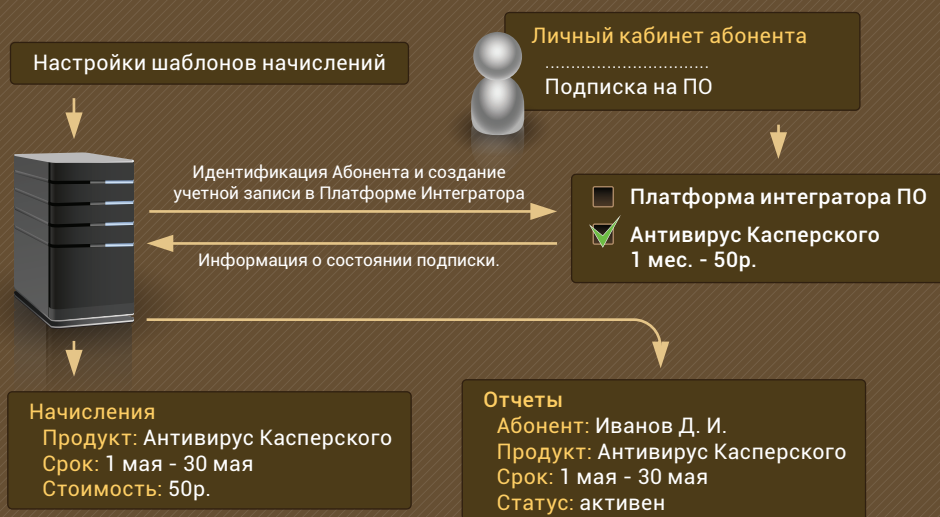 Настройки шаблонов начислений
Личный кабинет абонента
................................
Подписка на ПО
Идентификация Абонента и создание
учетной записи в Платформе Интегратора
Информация о состоянии подписки.
Платформа интегратора ПО
Антивирус Касперского
1 мес. - 50р.
Начисления
Продукт: Антивирус Касперского
Срок: 1 мая - 30 мая
Стоимость: 50р.
Отчеты
Абонент: Иванов Д. И.
Продукт: Антивирус Касперского
Срок: 1 мая - 30 мая
Статус: активен